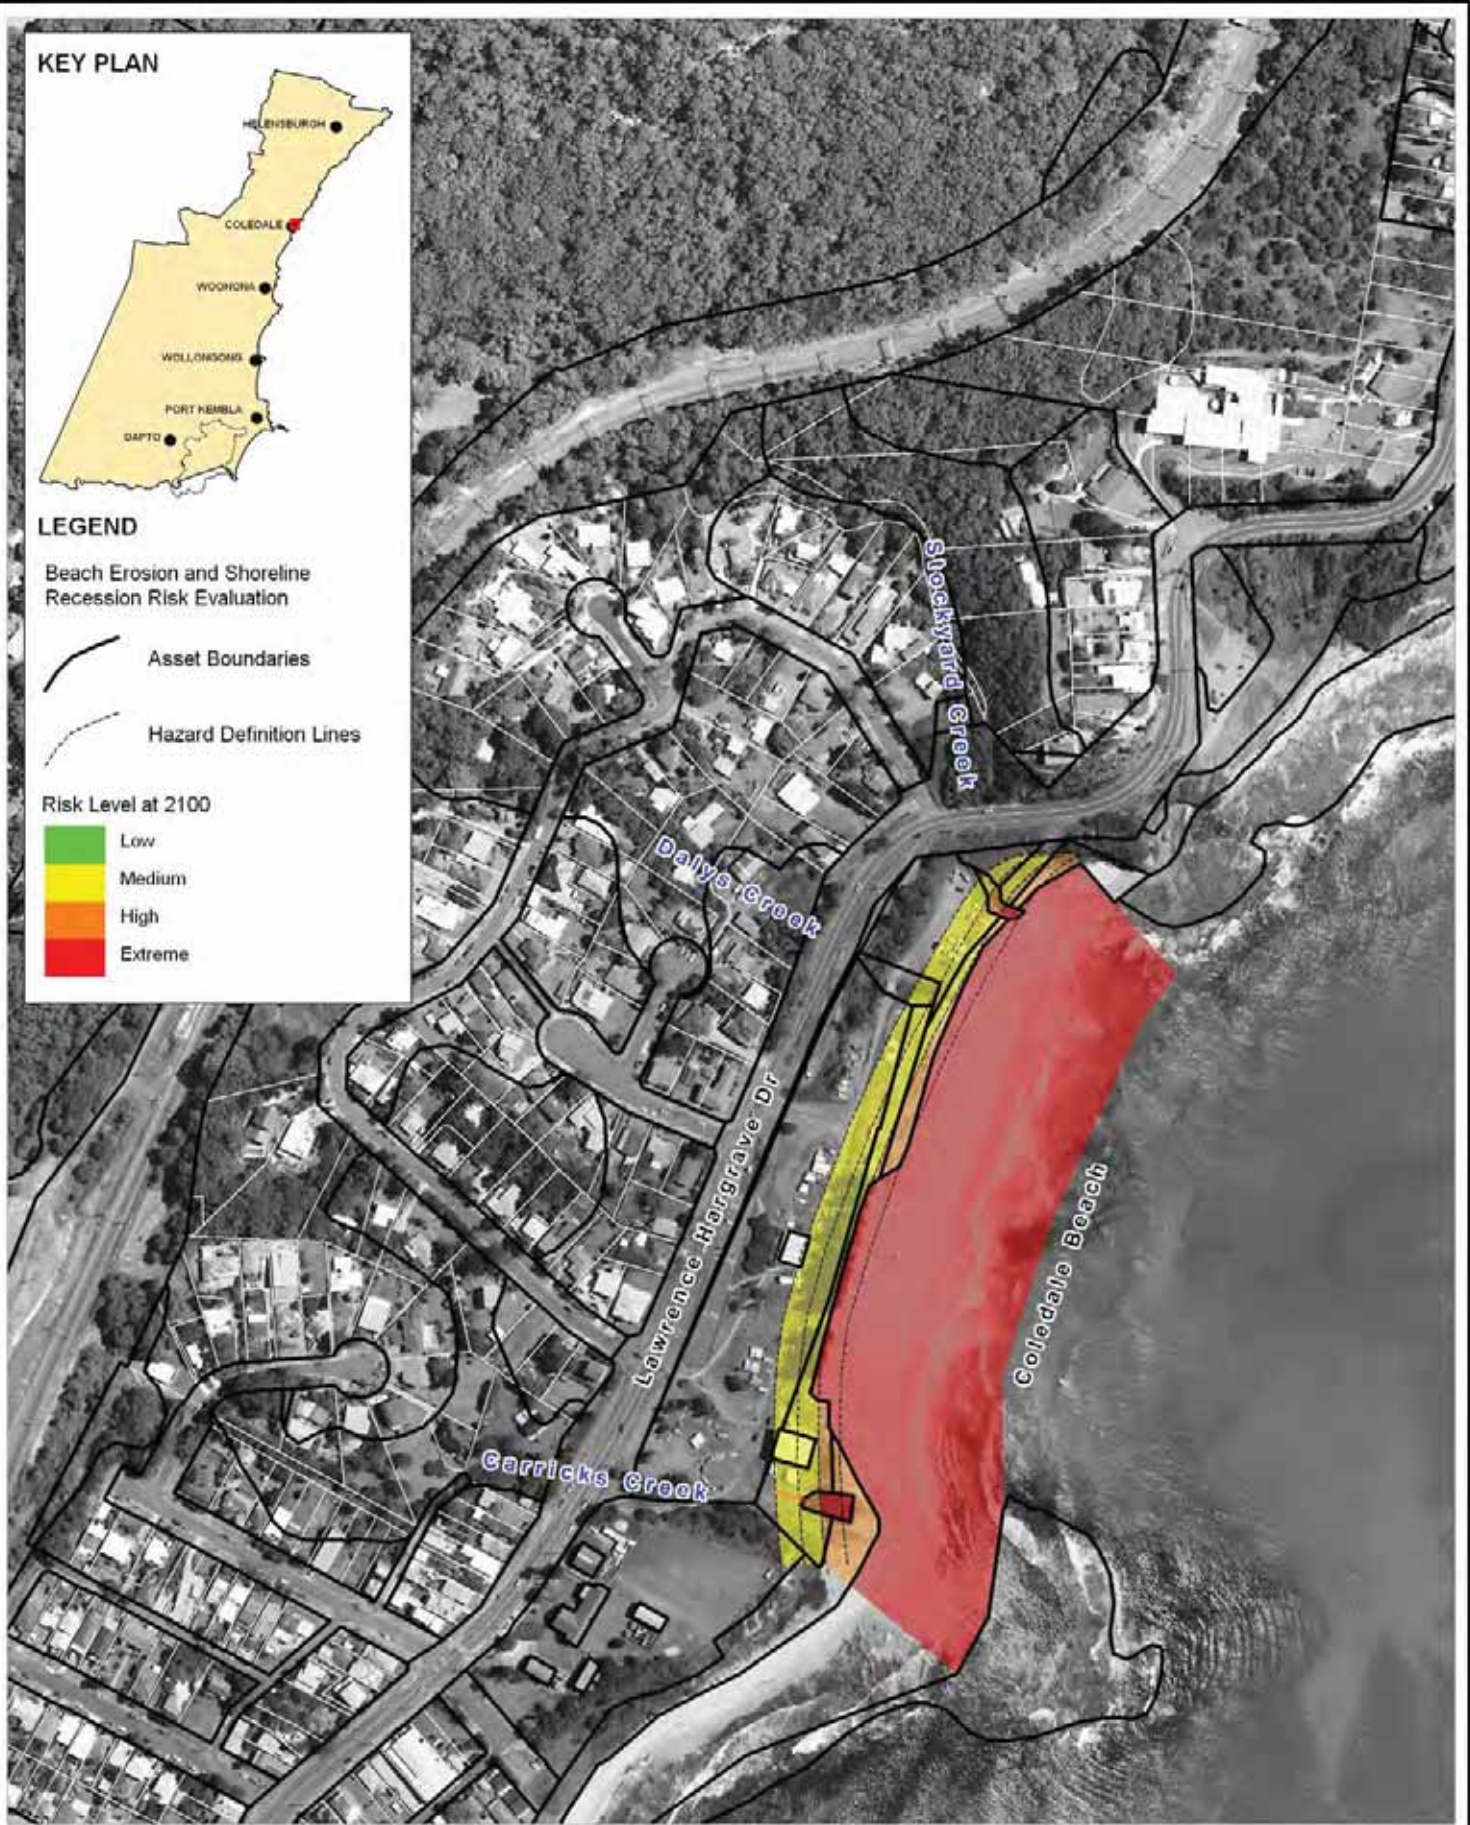 KEY PLAN
HELENSBURGH
COLEDALE
WOONONA
WOLLONGONG
PORT KEMBLA
DAPTO
LEGEND
Beach Erosion and Shoreline
Recession Risk Evaluation
Asset Boundaries
Hazard Definition Lines
Risk Level at 2100
Low
Medium
High
Extreme
Stockyard Creek
Dalys Creek
Lawrence Hargrave Dr
Coledale Beach
Carricks Creek